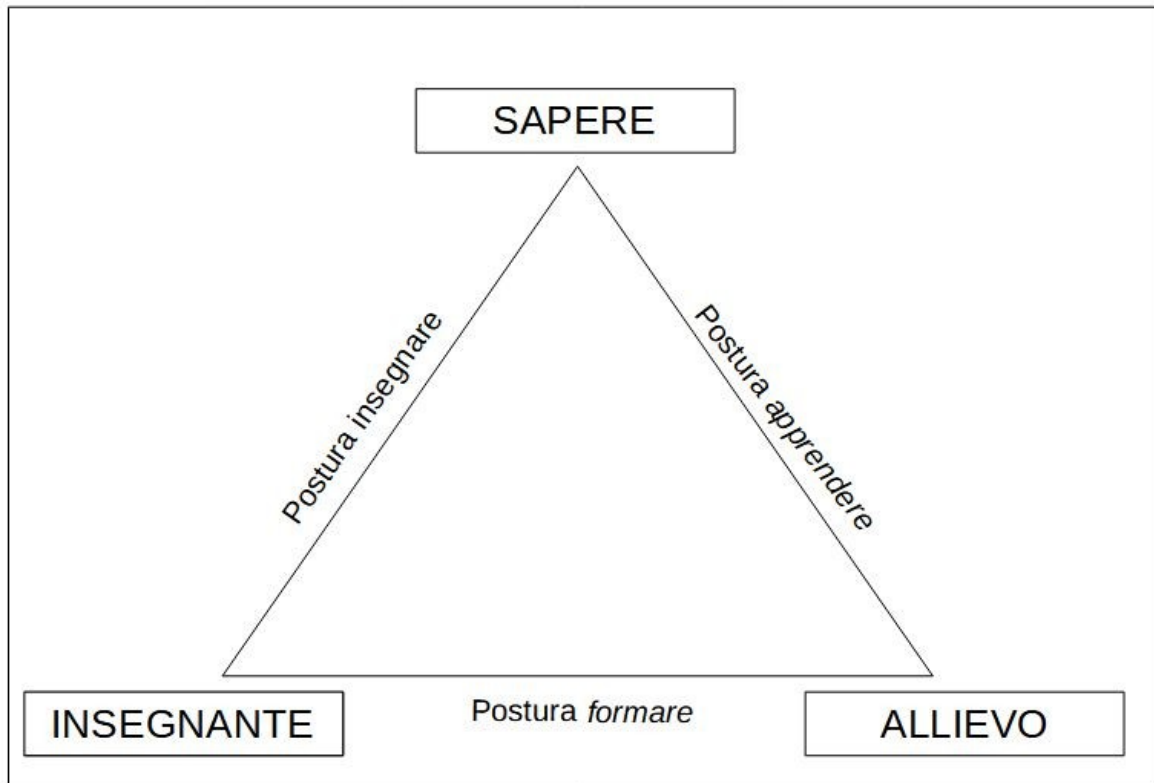 SAPERE
Postura insegnare
Postura apprendere
INSEGNANTE
Postura formare
ALLIEVO